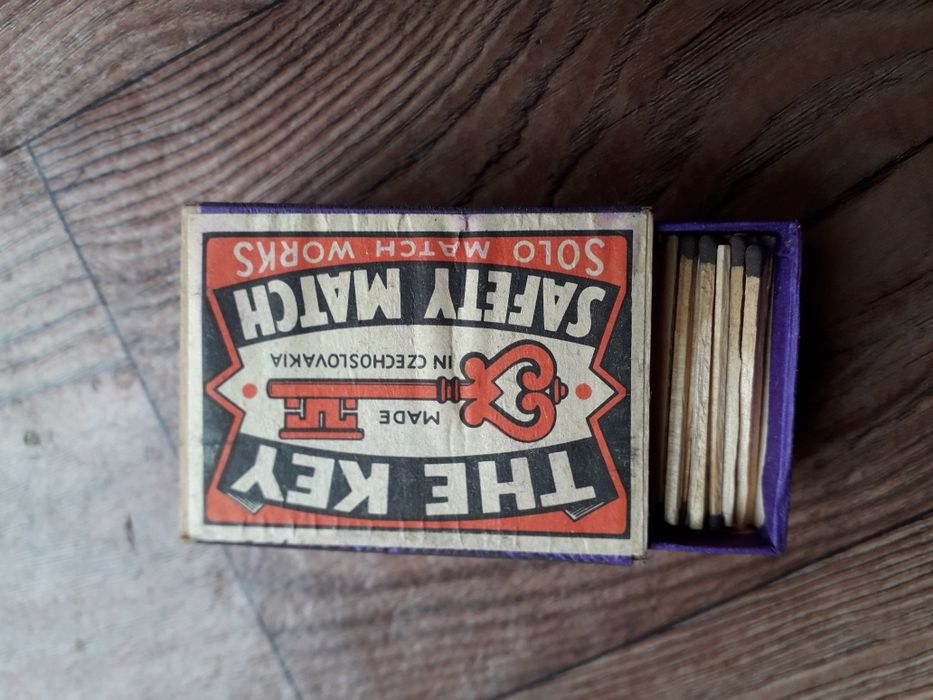 THE KEY
MADE
IN CZECHOSLOVAKIA
SAFETY MATCH
SOLO MATCH WORKS